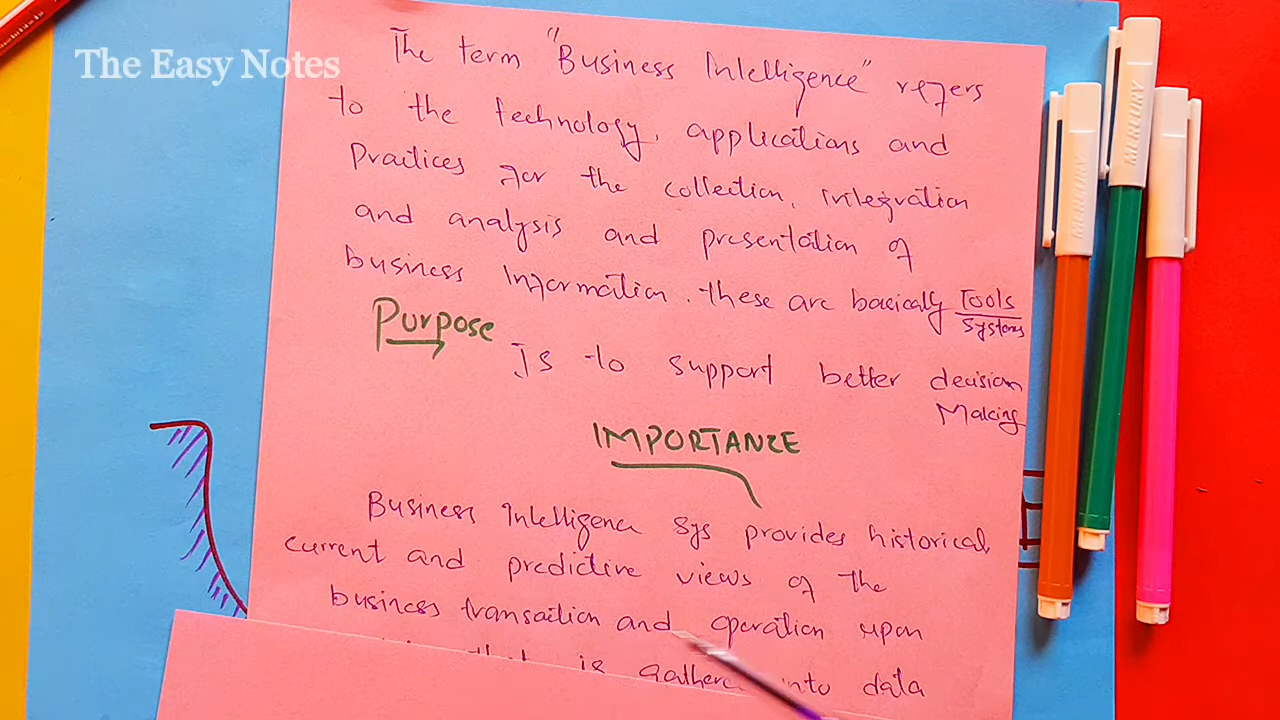 The Easy Notes
The term "Business Intelligence" refers
to the technology, applications and
Practices for the collection, integration
and analysis and presentation of
business information. These are basically Tools
Systems
Purpose
Is to support better decision
Making
IMPORTANCE
Business Intelligence Sys provides historical,
current and predictive views of the
business transaction and operation upon
is gathered into data
MERCURY
MERCURY